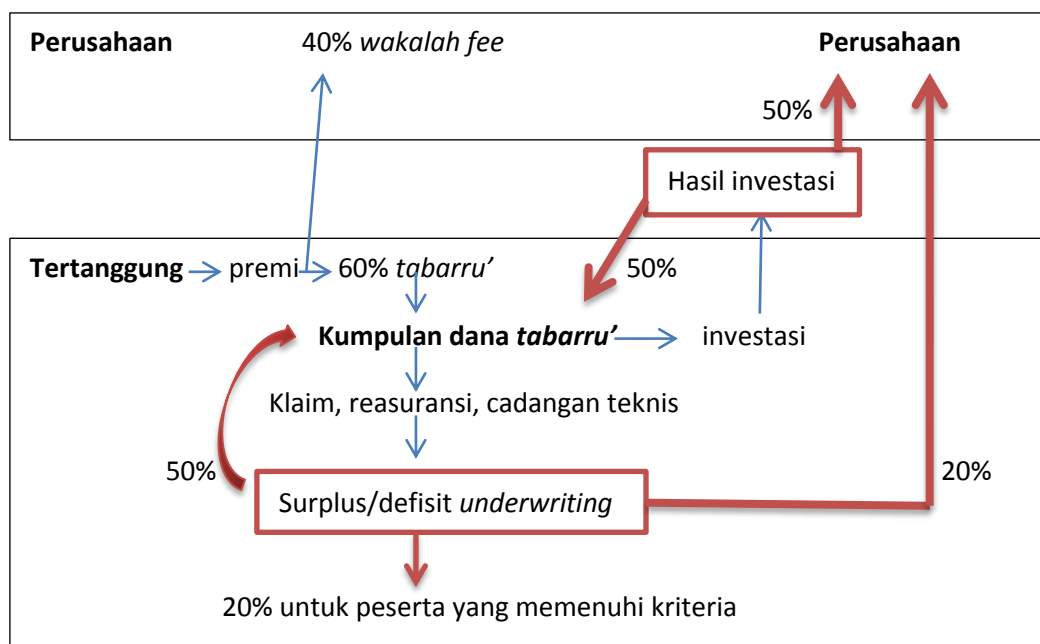 Perusahaan 40% wakalah fee Perusahaan
50%
Hasil investasi
Tertanggung premi 60% tabarru’ 50%
Kumpulan dana tabarru’ investasi
Klaim, reasuransi, cadangan teknis
50% 20%
Surplus/defisit underwriting
20% untuk peserta yang memenuhi kriteria